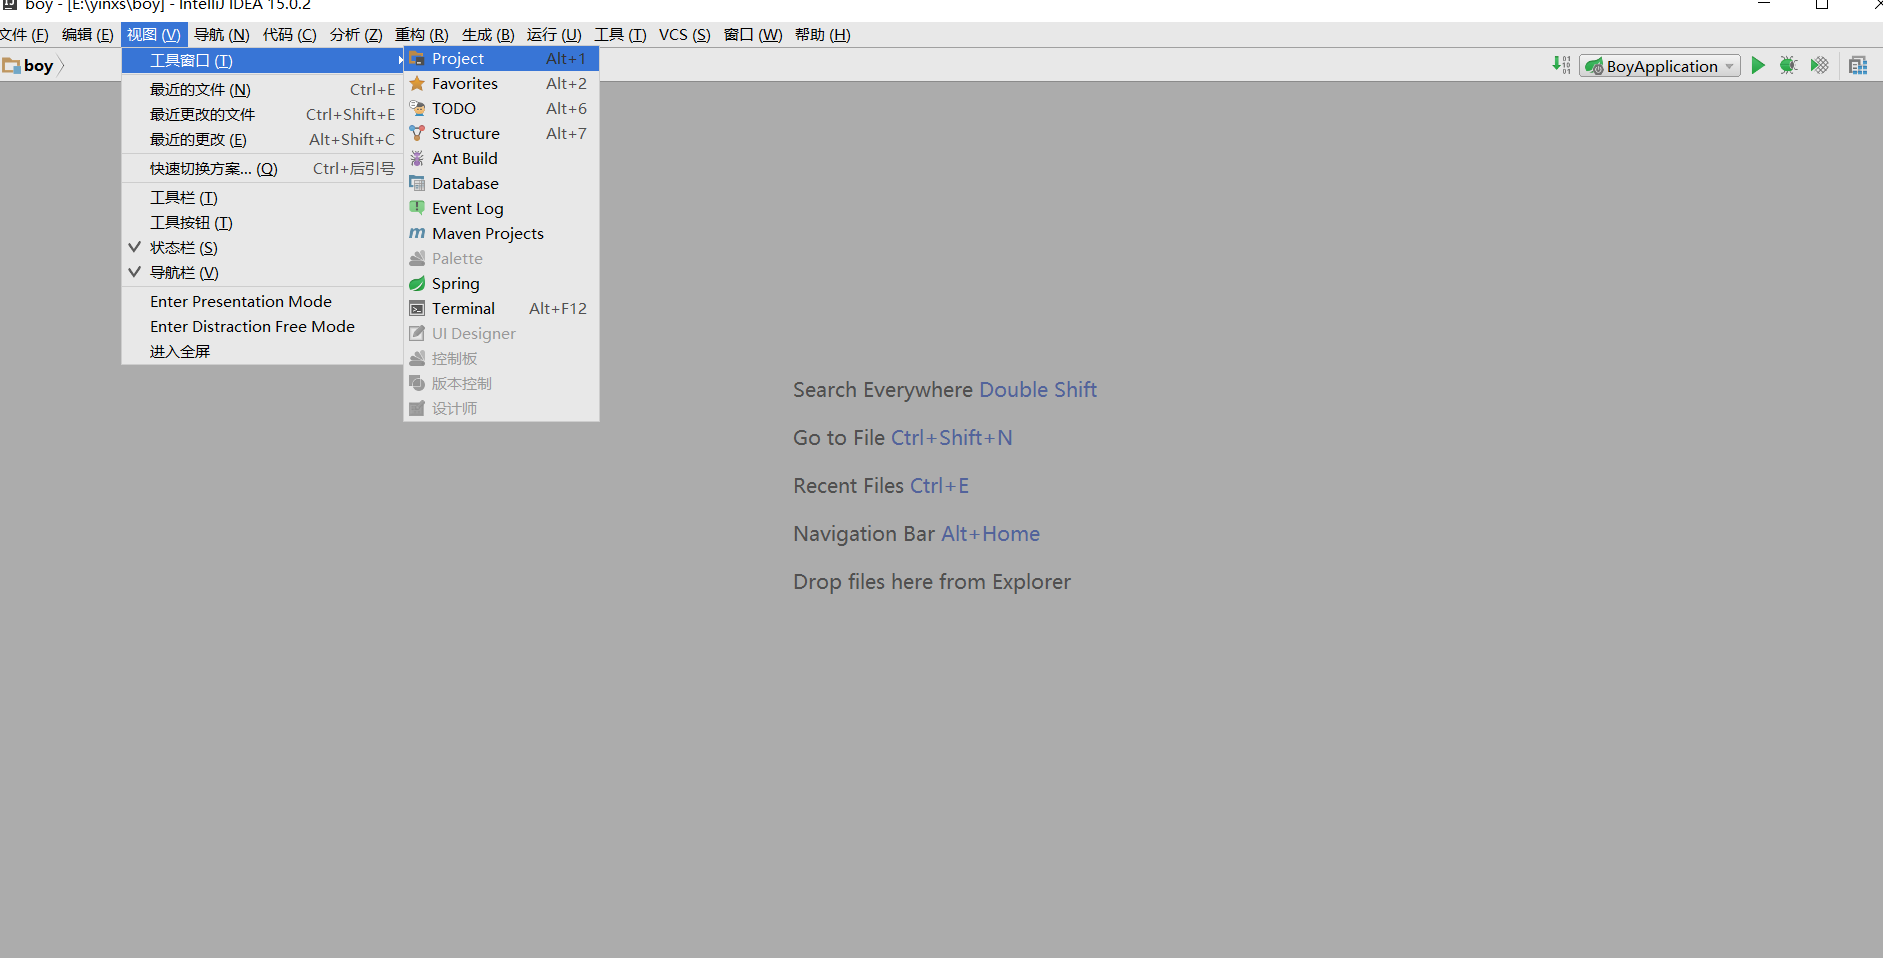 boy - [E:\yinxs\boy] - IntelliJ IDEA 15.0.2
文件 (F) 编辑 (E) 视图 (V) 导航 (N) 代码 (C) 分析 (Z) 重构 (R) 生成 (B) 运行 (U) 工具 (T) VCS (S) 窗口 (W) 帮助 (H)
boy
BoyApplication
工具窗口 (T)
最近的文件 (N) Ctrl+E
最近更改的文件 Ctrl+Shift+E
最近的更改 (E) Alt+Shift+C
快速切换方案... (Q) Ctrl+后引号
工具栏 (T)
工具按钮 (T)
状态栏 (S)
导航栏 (V)
Enter Presentation Mode
Enter Distraction Free Mode
进入全屏
Project Alt+1
Favorites Alt+2
TODO Alt+6
Structure Alt+7
Ant Build
Database
Event Log
Maven Projects
Palette
Spring
Terminal Alt+F12
UI Designer
控制板
版本控制
设计师
Search Everywhere Double Shift
Go to File Ctrl+Shift+N
Recent Files Ctrl+E
Navigation Bar Alt+Home
Drop files here from Explorer